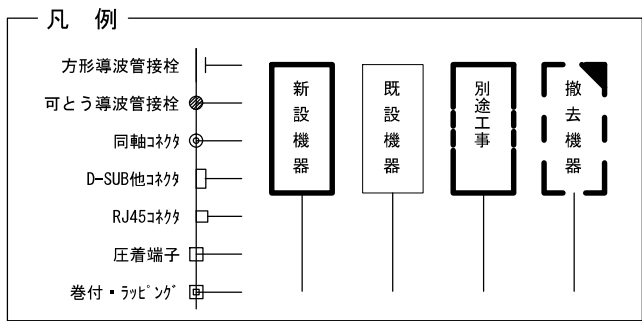 凡 例
方形導波管接栓
可とう導波管接栓
同軸ｺﾈｸﾀ
D-SUB他ｺﾈｸﾀ
RJ45ｺﾈｸﾀ
圧着端子
巻付・ﾗｯﾋﾟﾝｸﾞ
新設機器
既設機器
別途工事
撤去機器